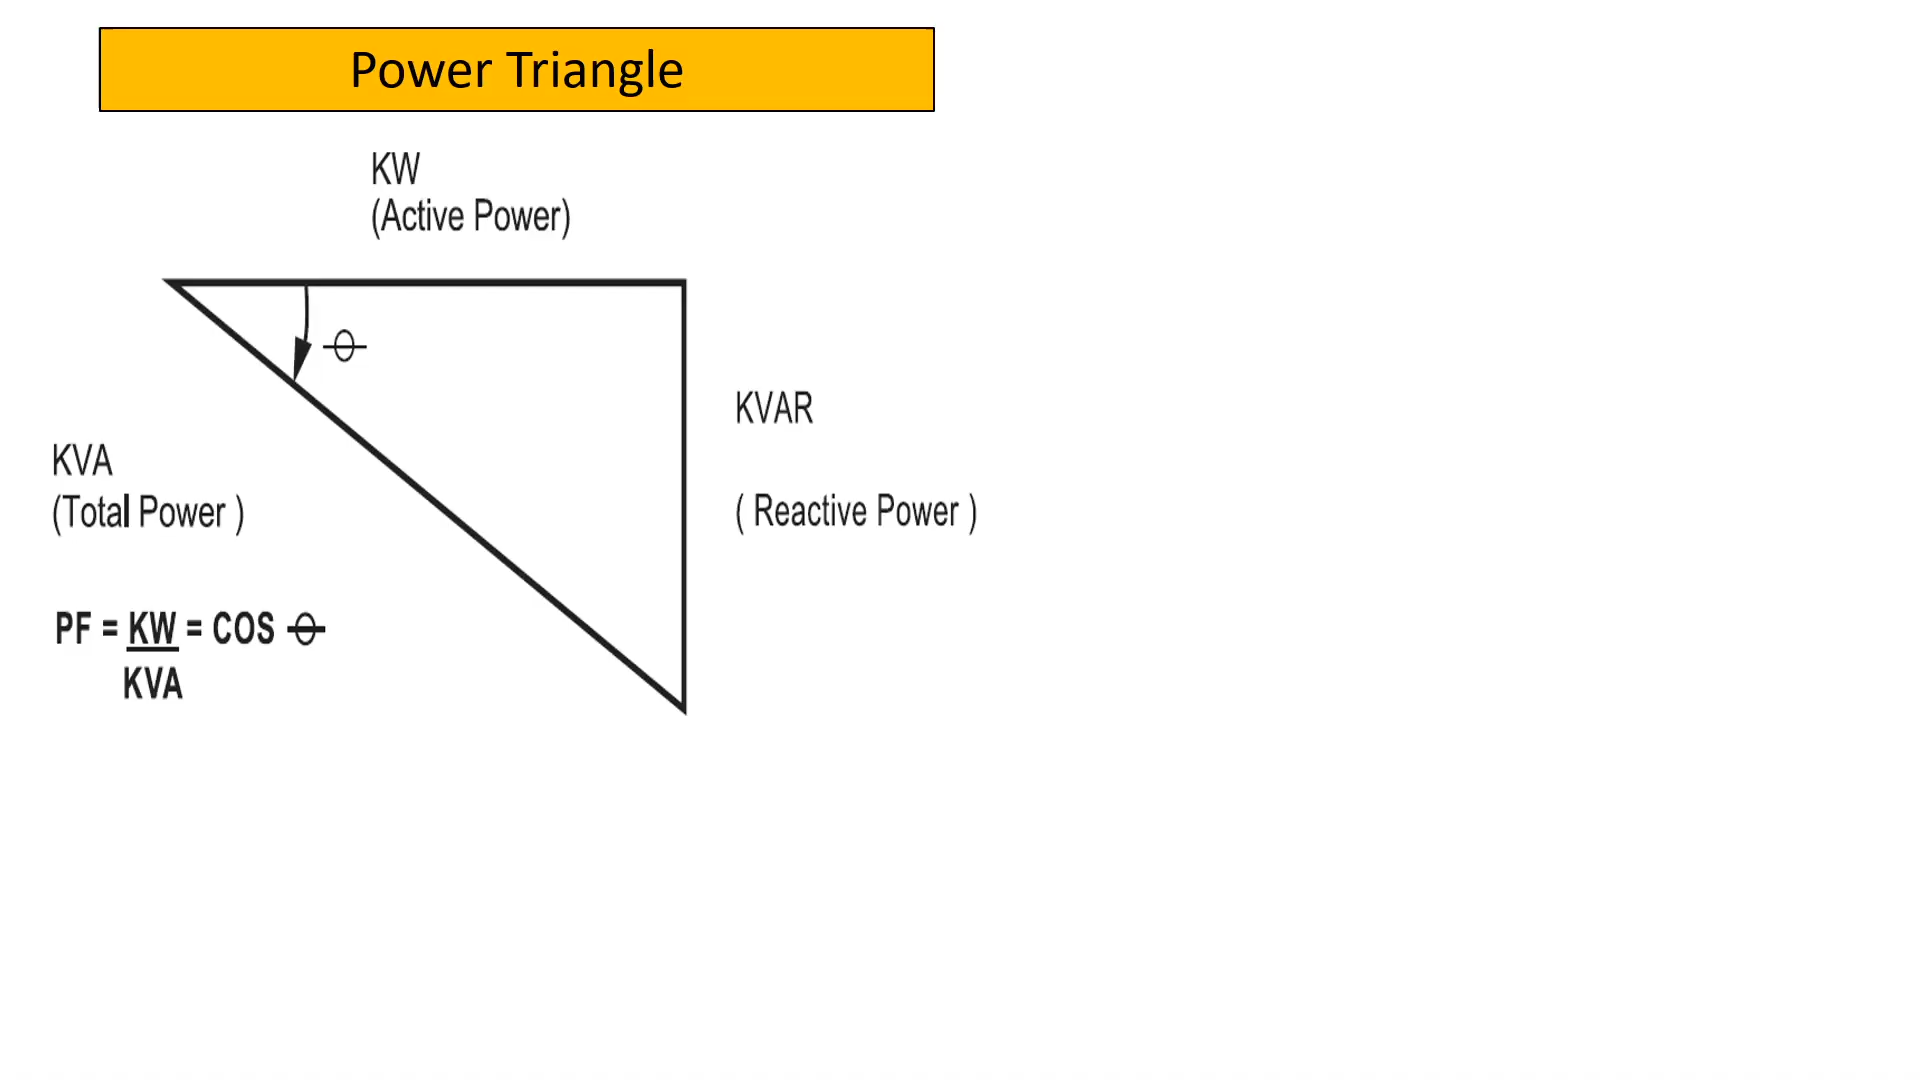 Power Triangle
KW
(Active Power)
ϴ
KVAR
KVA
(Total Power )
( Reactive Power )
PF = KW = COS ϴ
KVA